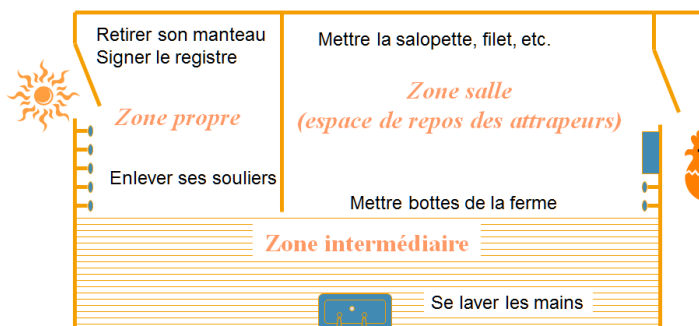 Retirer son manteau
Signer le registre
Zone propre
Enlever ses souliers
Mettre la salopette, filet, etc.
Zone salle
(espace de repos des attrapeurs)
Mettre bottes de la ferme
Zone intermédiaire
Se laver les mains